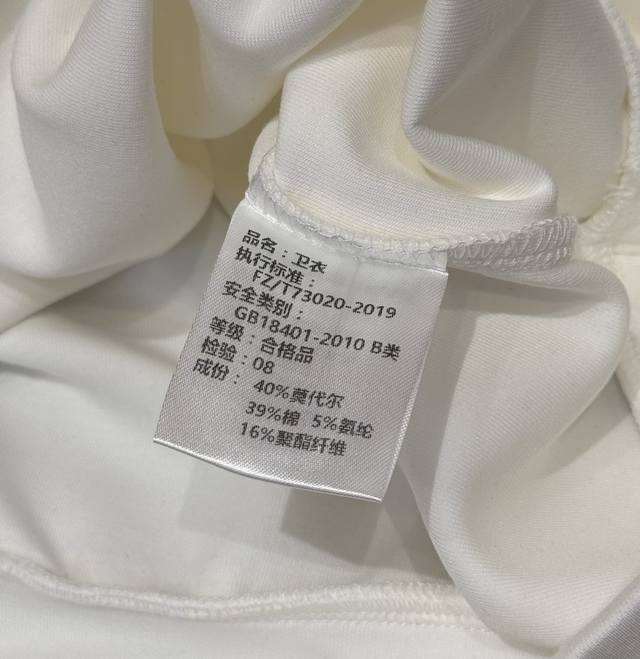 品名：卫衣
执行标准：
FZ/T73020-2019
安全类别：
GB18401-2010 B类
等级：合格品
检验：08
成份：40%莫代尔
39%棉 5%氨纶
16%聚酯纤维